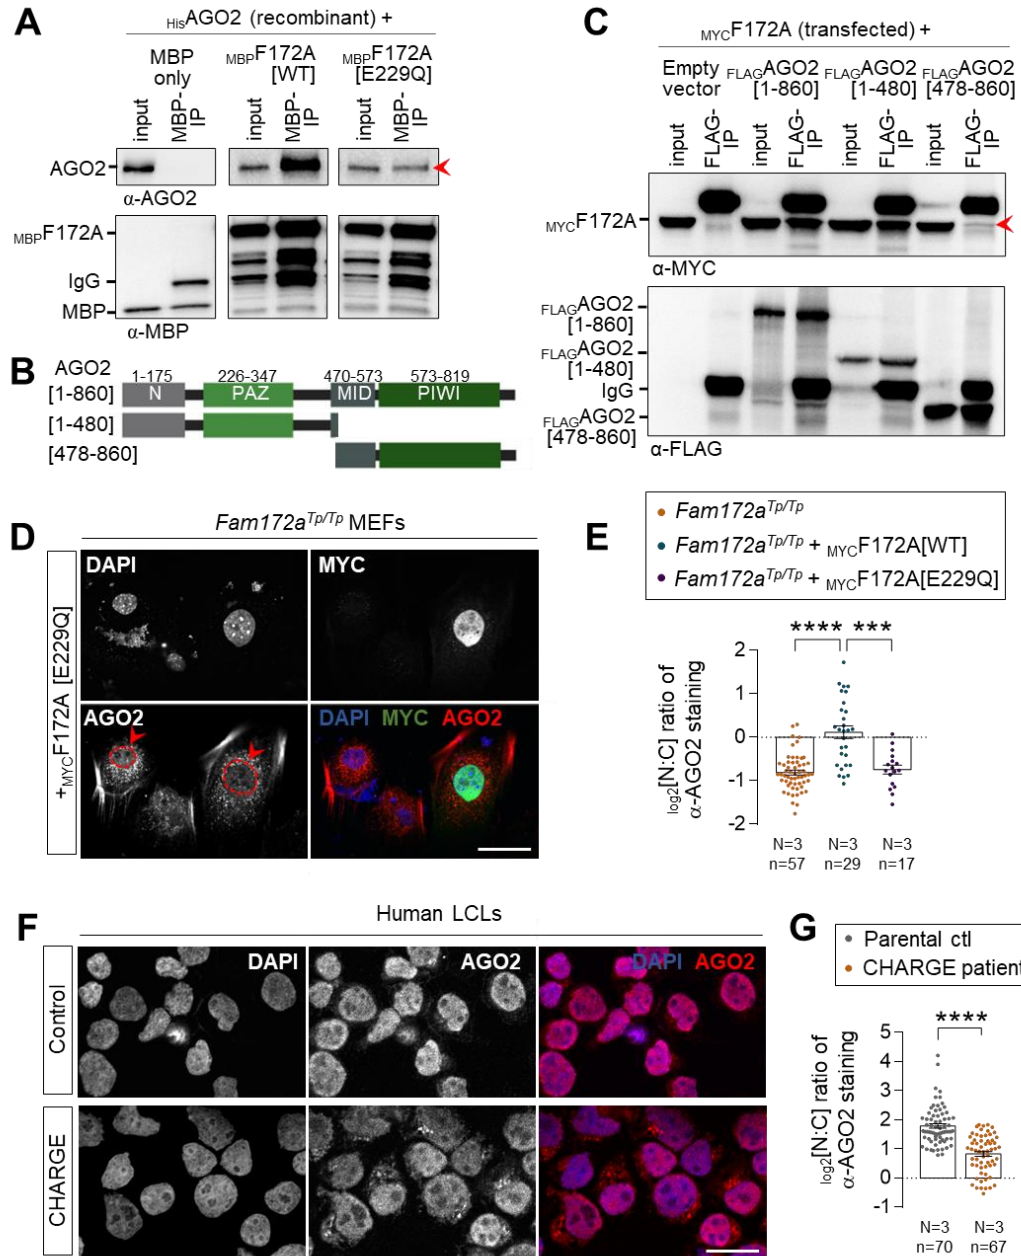 A
HisAGO2 (recombinant) +
MBP only
MBPF172A [WT]
MBPF172A [E229Q]
input
MBP-IP
input
MBP-IP
input
MBP-IP
AGO2
α-AGO2
MBPF172A
IgG
MBP
α-MBP
B
AGO2
[1-860]
1-175
226-347
470-573
573-819
N
PAZ
MID
PIWI
[1-480]
[478-860]
C
MYCF172A (transfected) +
Empty vector
FLAGAGO2 [1-860]
FLAGAGO2 [1-480]
FLAGAGO2 [478-860]
input
FLAG-IP
input
FLAG-IP
input
FLAG-IP
input
FLAG-IP
MYCF172A
α-MYC
FLAGAGO2
[1-860]
FLAGAGO2
[1-480]
IgG
FLAGAGO2
[478-860]
α-FLAG
D
Fam172aTp/Tp MEFs
+MYCF172A [E229Q]
DAPI
MYC
AGO2
DAPI MYC AGO2
E
Fam172aTp/Tp
Fam172aTp/Tp + MYCF172A[WT]
Fam172aTp/Tp + MYCF172A[E229Q]
**** ***
log2[N:C] ratio of
α-AGO2 staining
2
1
0
-1
-2
N=3 N=3 N=3
n=57 n=29 n=17
F
Human LCLs
Control
CHARGE
DAPI
AGO2
DAPI AGO2
G
Parental ctl
CHARGE patient
****
log2[N:C] ratio of
α-AGO2 staining
5
4
3
2
1
0
-1
N=3 N=3
n=70 n=67